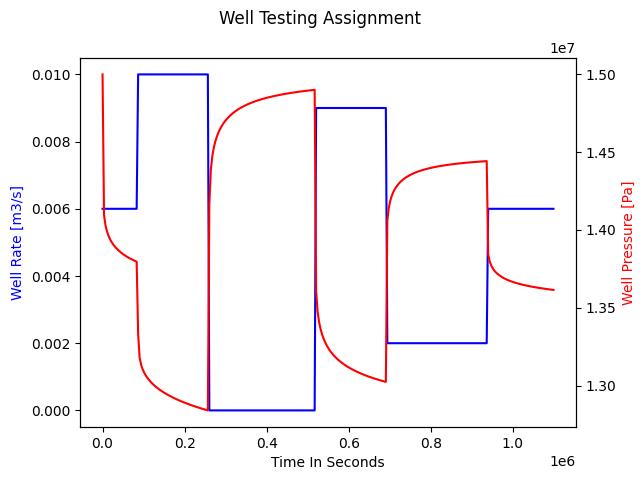 Well Testing Assignment
1e7
0.010
0.008
0.006
0.004
0.002
0.000
Well Rate [m3/s]
1.50
1.45
1.40
1.35
1.30
Well Pressure [Pa]
0.0 0.2 0.4 0.6 0.8 1.0
Time In Seconds
1e6